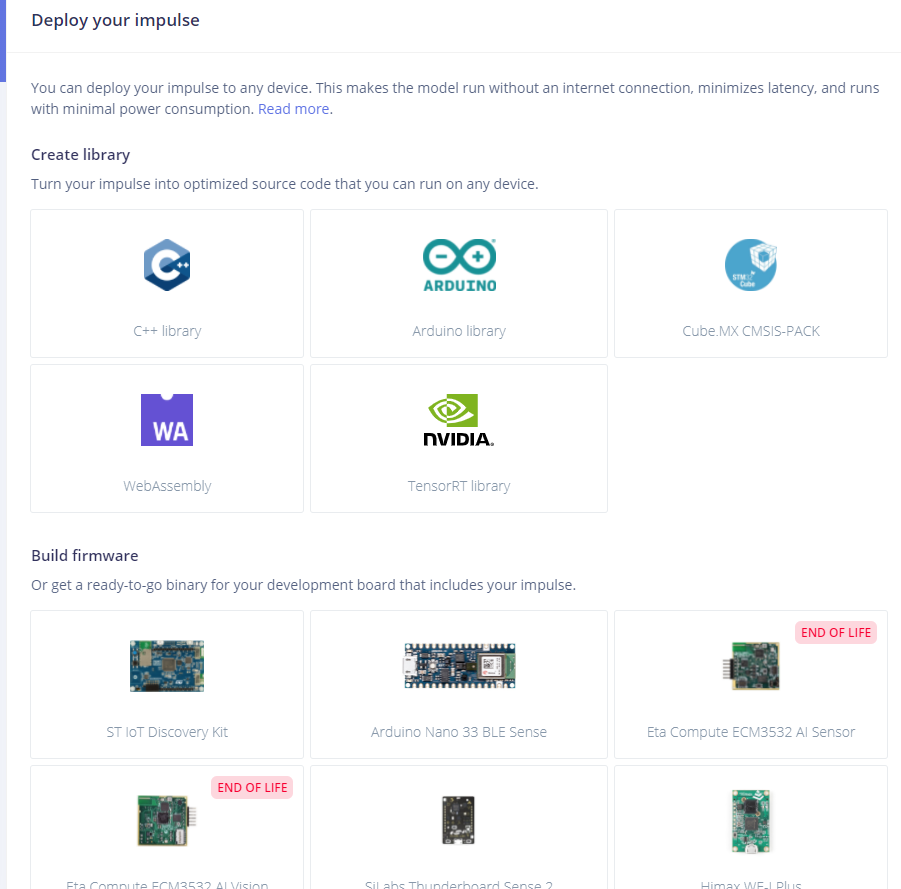 Deploy your impulse
You can deploy your impulse to any device. This makes the model run without an internet connection, minimizes latency, and runs
with minimal power consumption. Read more.
Create library
Turn your impulse into optimized source code that you can run on any device.
C++
ARDUINO
STM32
Cube
C++ library
Arduino library
Cube.MX CMSIS-PACK
WA
NVIDIA.
WebAssembly
TensorRT library
Build firmware
Or get a ready-to-go binary for your development board that includes your impulse.
END OF LIFE
ST IoT Discovery Kit
Arduino Nano 33 BLE Sense
Eta Compute ECM3532 AI Sensor
END OF LIFE
Eta Compute ECM3532 AI Vision
SiLabs Thunderboard Sense 2
Himax WE-I Plus